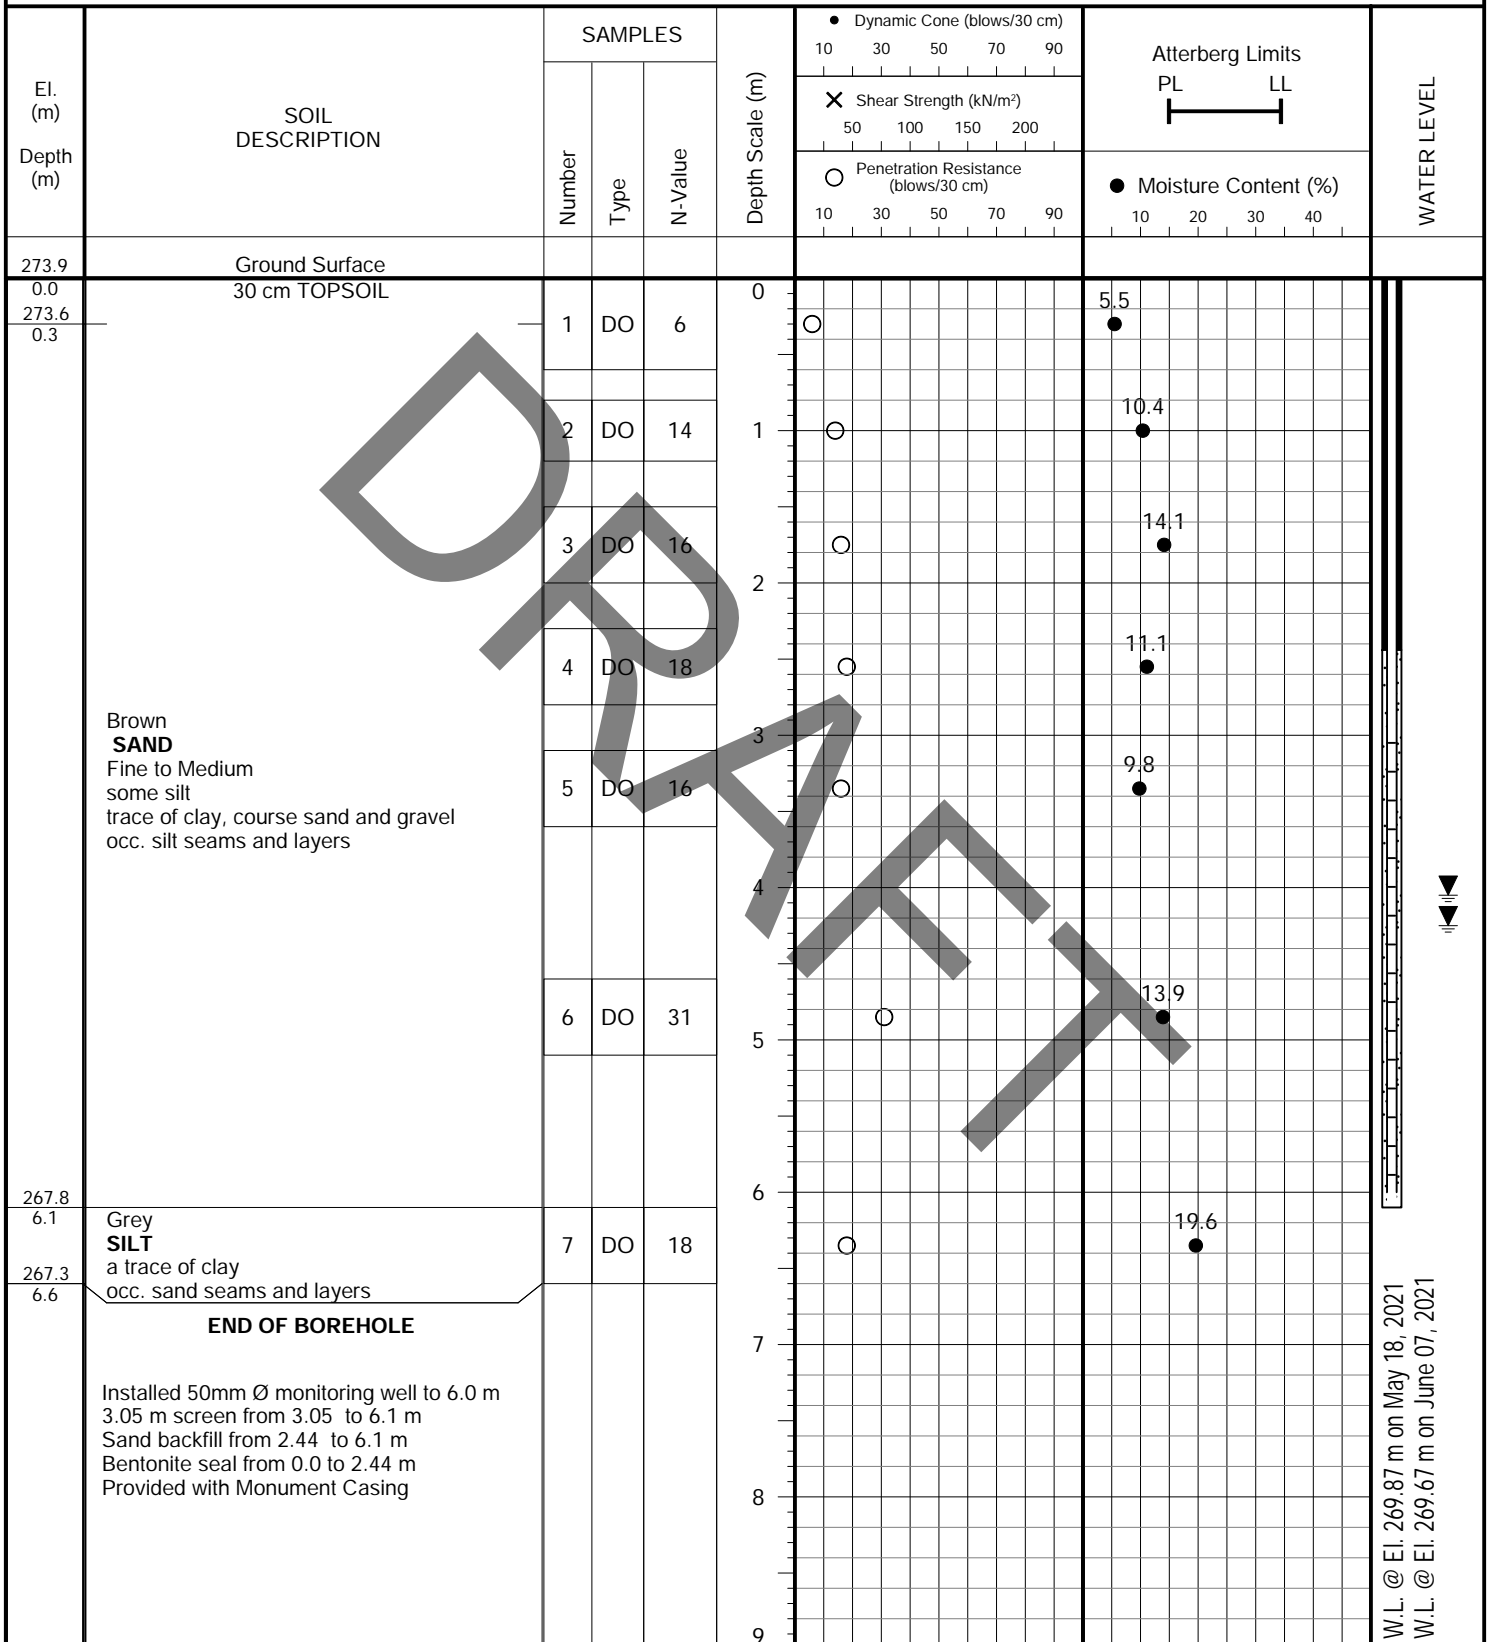 El.
(m)
Depth
(m)
SOIL
DESCRIPTION
SAMPLES
Number
Type
N-Value
Depth Scale (m)
Dynamic Cone (blows/30 cm)
10 30 50 70 90
Shear Strength (kN/m²)
50 100 150 200
Penetration Resistance
(blows/30 cm)
10 30 50 70 90
Atterberg Limits
PL LL
Moisture Content (%)
10 20 30 40
WATER LEVEL
273.9 Ground Surface
0.0 30 cm TOPSOIL 0
273.6
0.3
1 DO 6 5.5
2 DO 14 1 10.4
3 DO 16 14.1
2
4 DO 18 11.1
Brown
SAND
Fine to Medium
some silt
trace of clay, course sand and gravel
occ. silt seams and layers
3
5 DO 16 9.8
4
6 DO 31 13.9
5
6
267.8
6.1
Grey
SILT
a trace of clay
occ. sand seams and layers
7 DO 18 19.6
267.3
6.6
END OF BOREHOLE
7
Installed 50mm Ø monitoring well to 6.0 m
3.05 m screen from 3.05 to 6.1 m
Sand backfill from 2.44 to 6.1 m
Bentonite seal from 0.0 to 2.44 m
Provided with Monument Casing
8
9
W.L. @ El. 269.87 m on May 18, 2021
W.L. @ El. 269.67 m on June 07, 2021
DRAFT